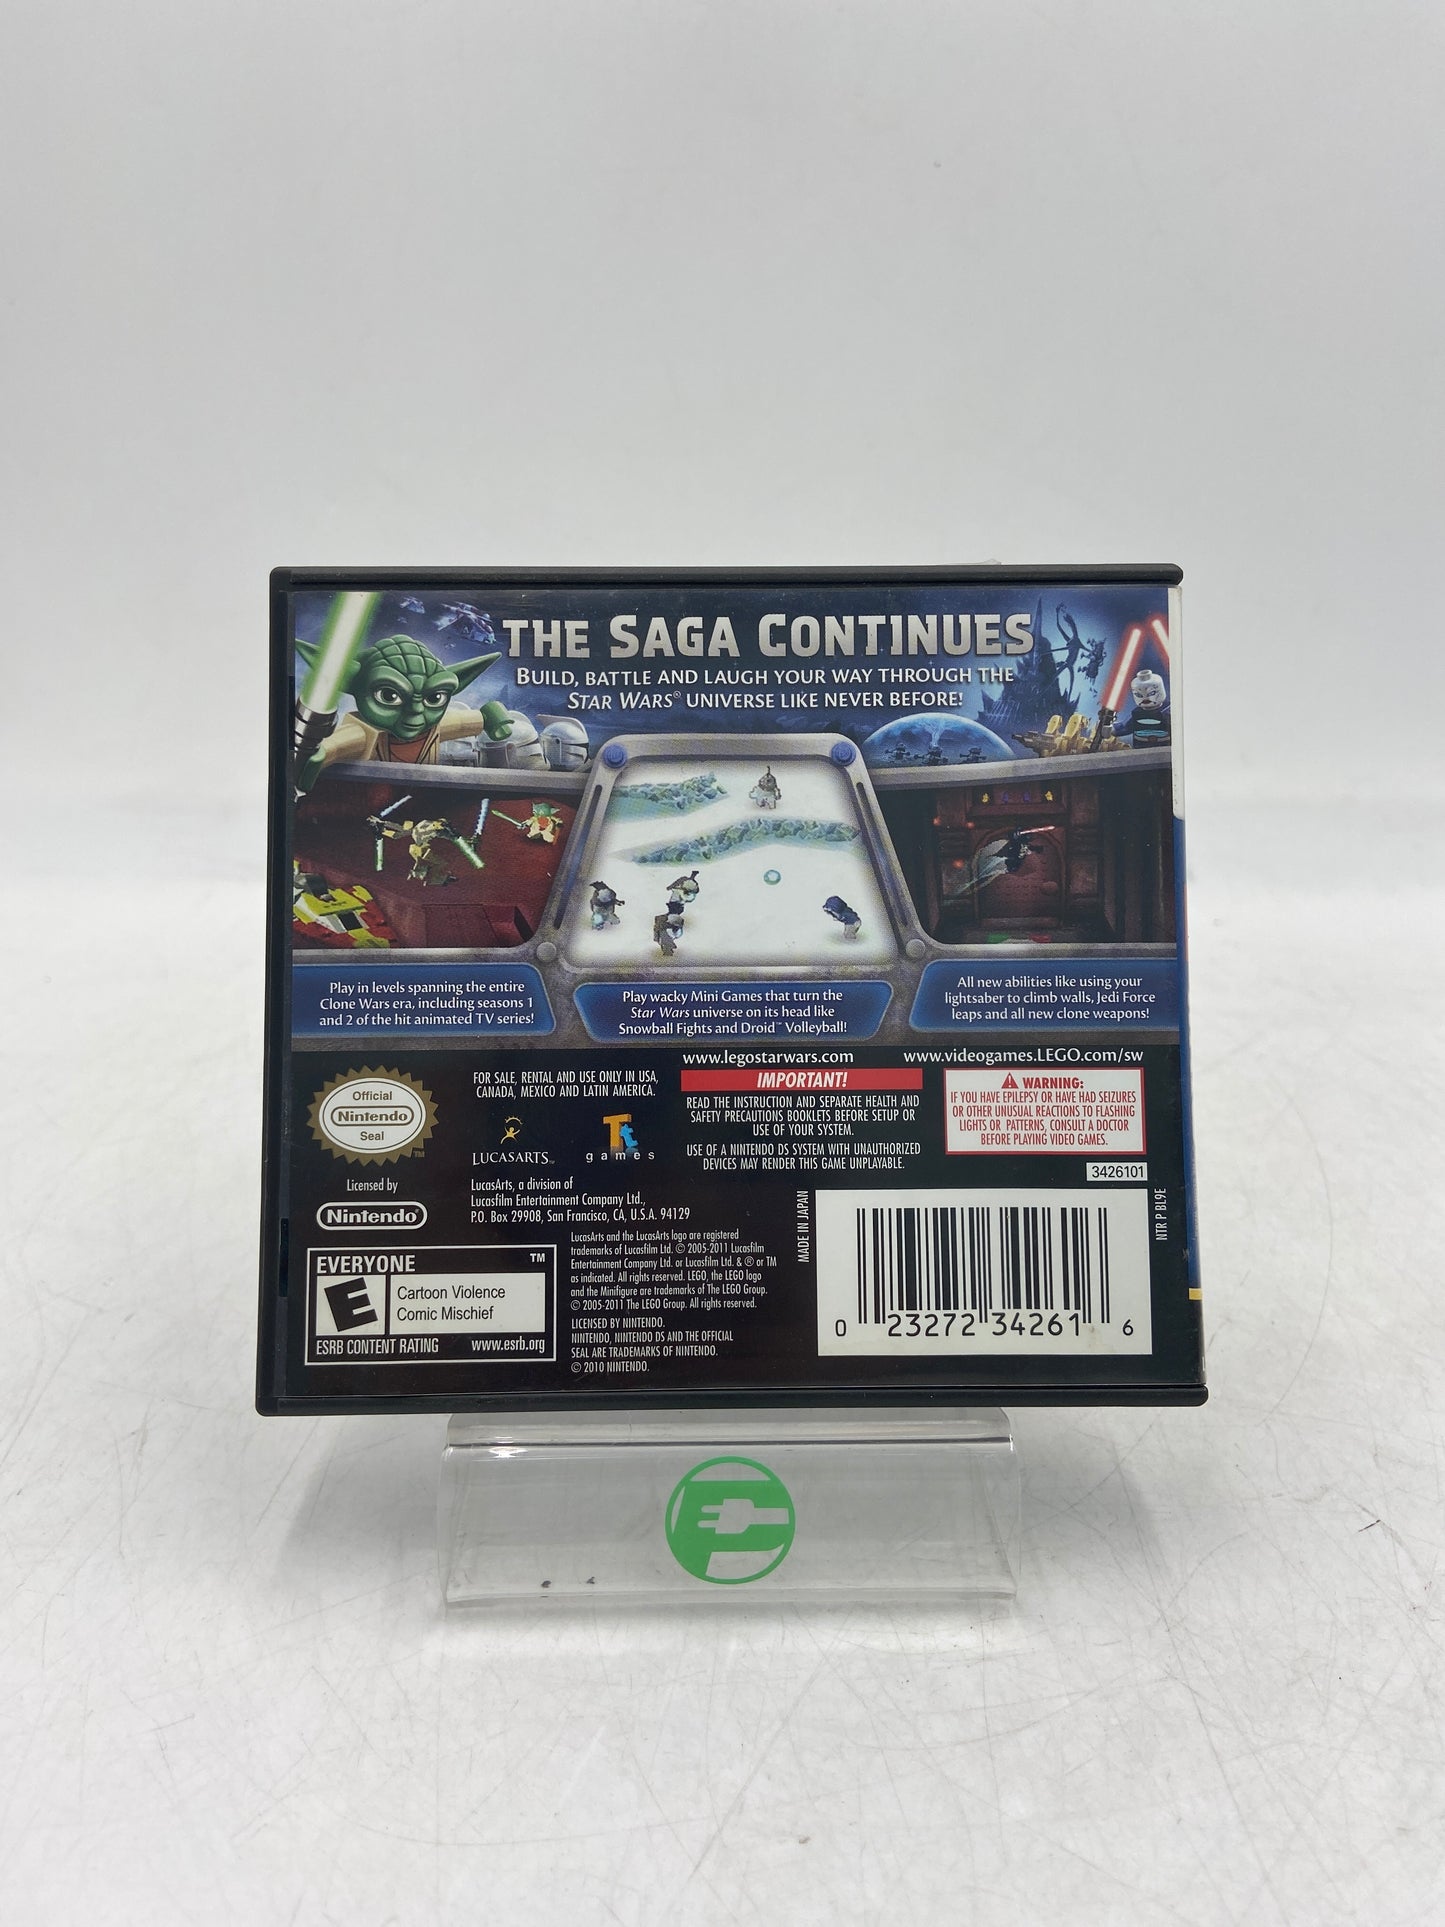 THE SAGA CONTINUES
BUILD, BATTLE AND LAUGH YOUR WAY THROUGH THE
STAR WARS® UNIVERSE LIKE NEVER BEFORE!
Play in levels spanning the entire
Clone Wars era, including seasons 1
and 2 of the hit animated TV series!
Play wacky Mini Games that turn the
Star Wars universe on its head like
Snowball Fights and Droid™ Volleyball!
All new abilities like using your
lightsaber to climb walls, Jedi Force
leaps and all new clone weapons!
www.legostarwars.com
www.videogames.LEGO.com/sw
Official
Nintendo
Seal
TM
Licensed by
Nintendo®
FOR SALE, RENTAL AND USE ONLY IN USA,
CANADA, MEXICO AND LATIN AMERICA.
LUCASARTS™
Tt
games
LucasArts, a division of
Lucasfilm Entertainment Company Ltd.,
P.O. Box 29908, San Francisco, CA, U.S.A. 94129
IMPORTANT!
READ THE INSTRUCTION AND SEPARATE HEALTH AND
SAFETY PRECAUTIONS BOOKLETS BEFORE SETUP OR
USE OF YOUR SYSTEM.
USE OF A NINTENDO DS SYSTEM WITH UNAUTHORIZED
DEVICES MAY RENDER THIS GAME UNPLAYABLE.
WARNING:
IF YOU HAVE EPILEPSY OR HAVE HAD SEIZURES
OR OTHER UNUSUAL REACTIONS TO FLASHING
LIGHTS OR PATTERNS, CONSULT A DOCTOR
BEFORE PLAYING VIDEO GAMES.
3426101
EVERYONE
TM
E
Cartoon Violence
Comic Mischief
ESRB CONTENT RATING www.esrb.org
LucasArts and the LucasArts logo are registered
trademarks of Lucasfilm Ltd. © 2005-2011 Lucasfilm
Entertainment Company Ltd. or Lucasfilm Ltd. & ® or TM
as indicated. All rights reserved. LEGO, the LEGO logo
and the Minifigure are trademarks of The LEGO Group.
© 2005-2011 The LEGO Group. All rights reserved.
LICENSED BY NINTENDO.
NINTENDO, NINTENDO DS AND THE OFFICIAL
SEAL ARE TRADEMARKS OF NINTENDO.
© 2010 NINTENDO.
MADE IN JAPAN
NTR P BL9E
0 23272 34261 6